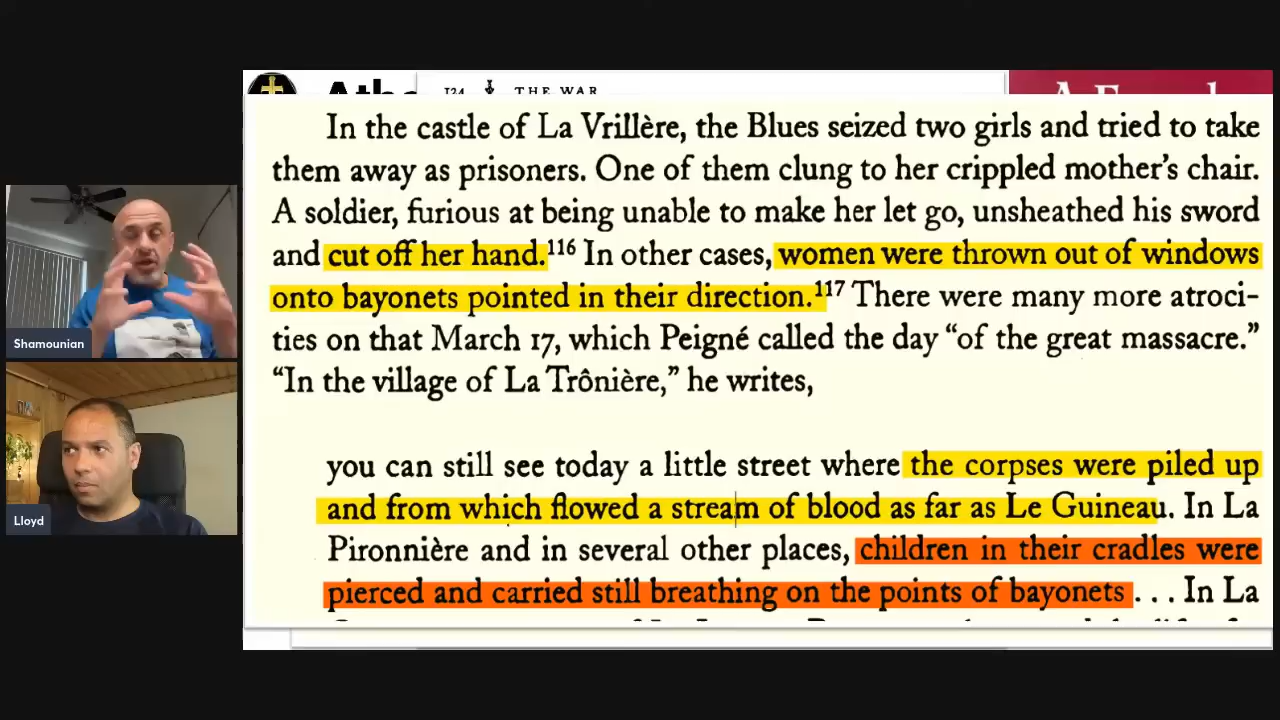 124 THE WAR
In the castle of La Vrillère, the Blues seized two girls and tried to take
them away as prisoners. One of them clung to her crippled mother’s chair.
A soldier, furious at being unable to make her let go, unsheathed his sword
and cut off her hand.¹¹⁶ In other cases, women were thrown out of windows
onto bayonets pointed in their direction.¹¹⁷ There were many more atroci-
ties on that March 17, which Peigné called the day “of the great massacre.”
“In the village of La Trônière,” he writes,
you can still see today a little street where the corpses were piled up
and from which flowed a stream of blood as far as Le Guineau. In La
Pironnière and in several other places, children in their cradles were
pierced and carried still breathing on the points of bayonets . . . In La
Shamounian
Lloyd